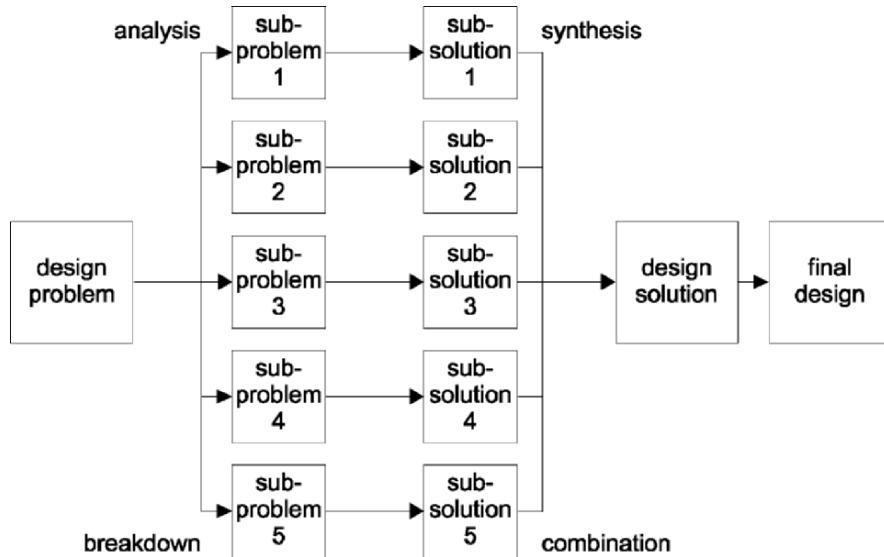 analysis
sub-
problem
1
sub-
solution
1
synthesis
sub-
problem
2
sub-
solution
2
design
problem
sub-
problem
3
sub-
solution
3
design
solution
final
design
sub-
problem
4
sub-
solution
4
breakdown
sub-
problem
5
sub-
solution
5
combination